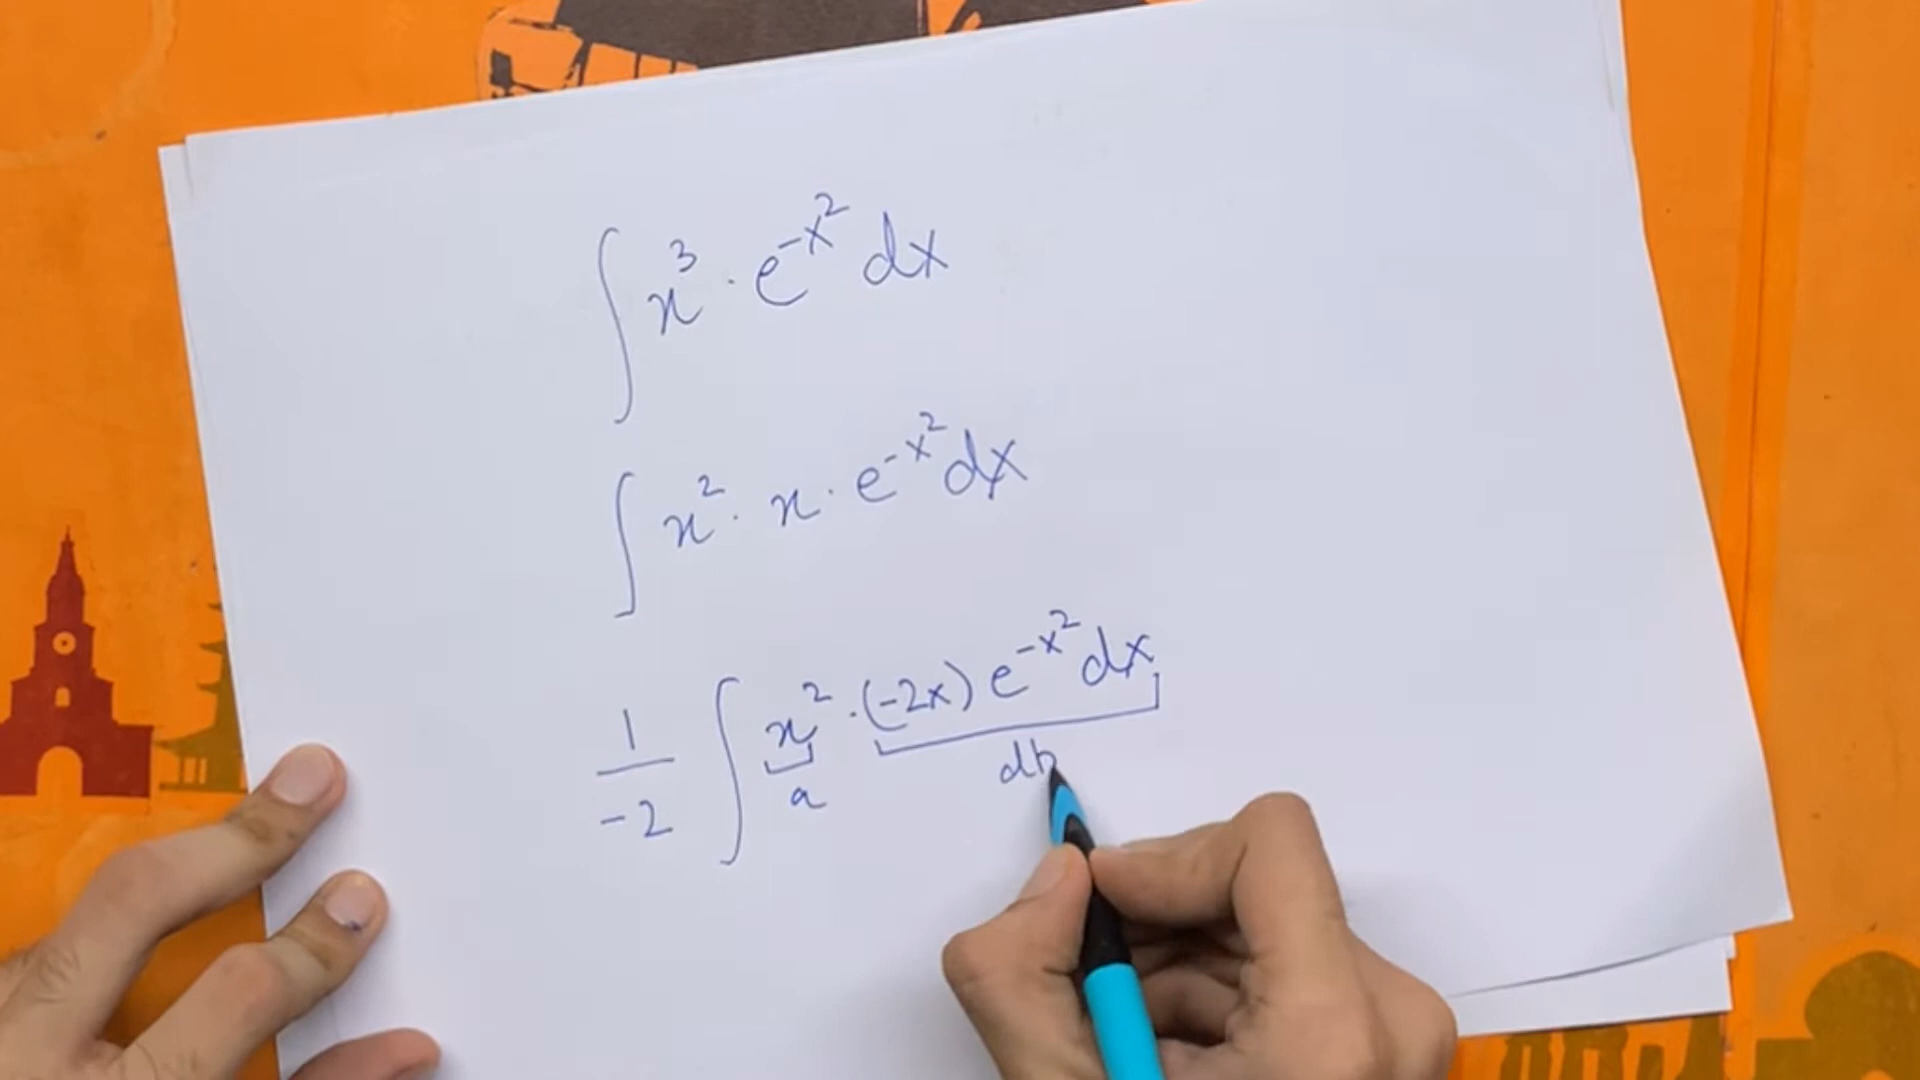 ∫ x³ · e^(-x²) dx
∫ x² · x · e^(-x²) dx
1/-2 ∫ x² · (-2x) e^(-x²) dx
a db